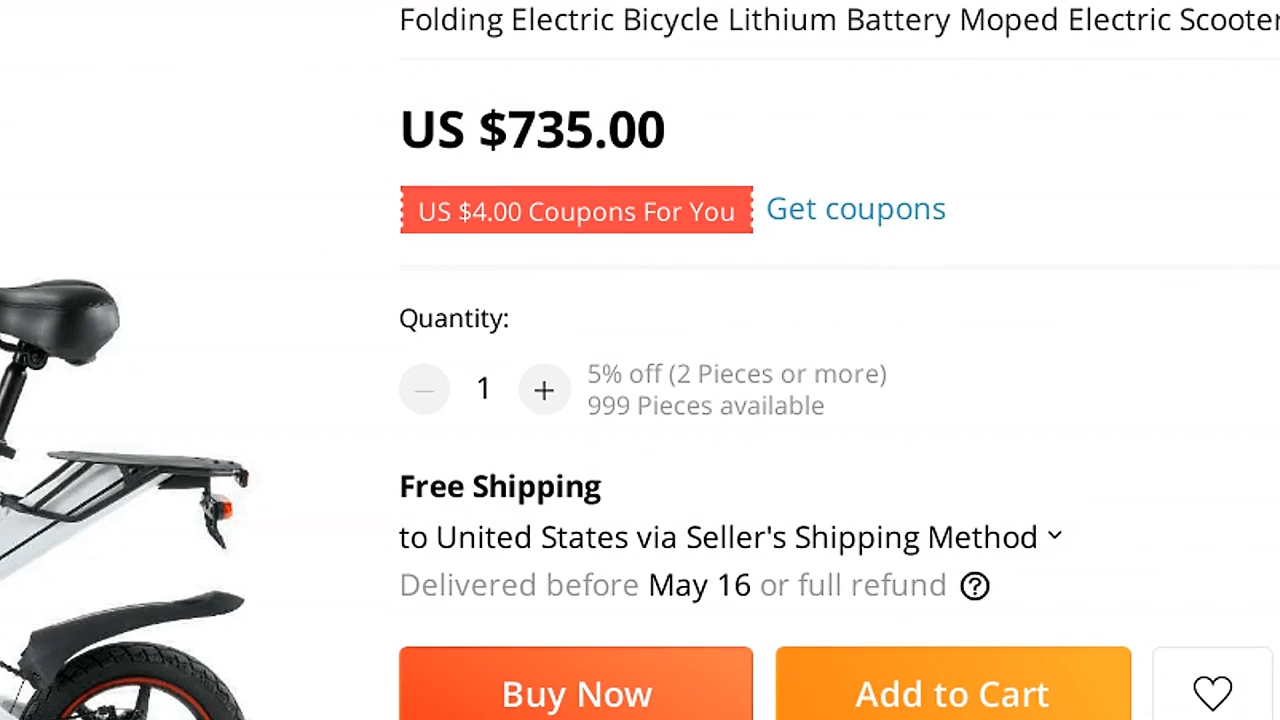 Folding Electric Bicycle Lithium Battery Moped Electric Scooter
US $735.00
US $4.00 Coupons For You Get coupons
Quantity:
1
5% off (2 Pieces or more)
999 Pieces available
Free Shipping
to United States via Seller's Shipping Method
Delivered before May 16 or full refund
Buy Now Add to Cart